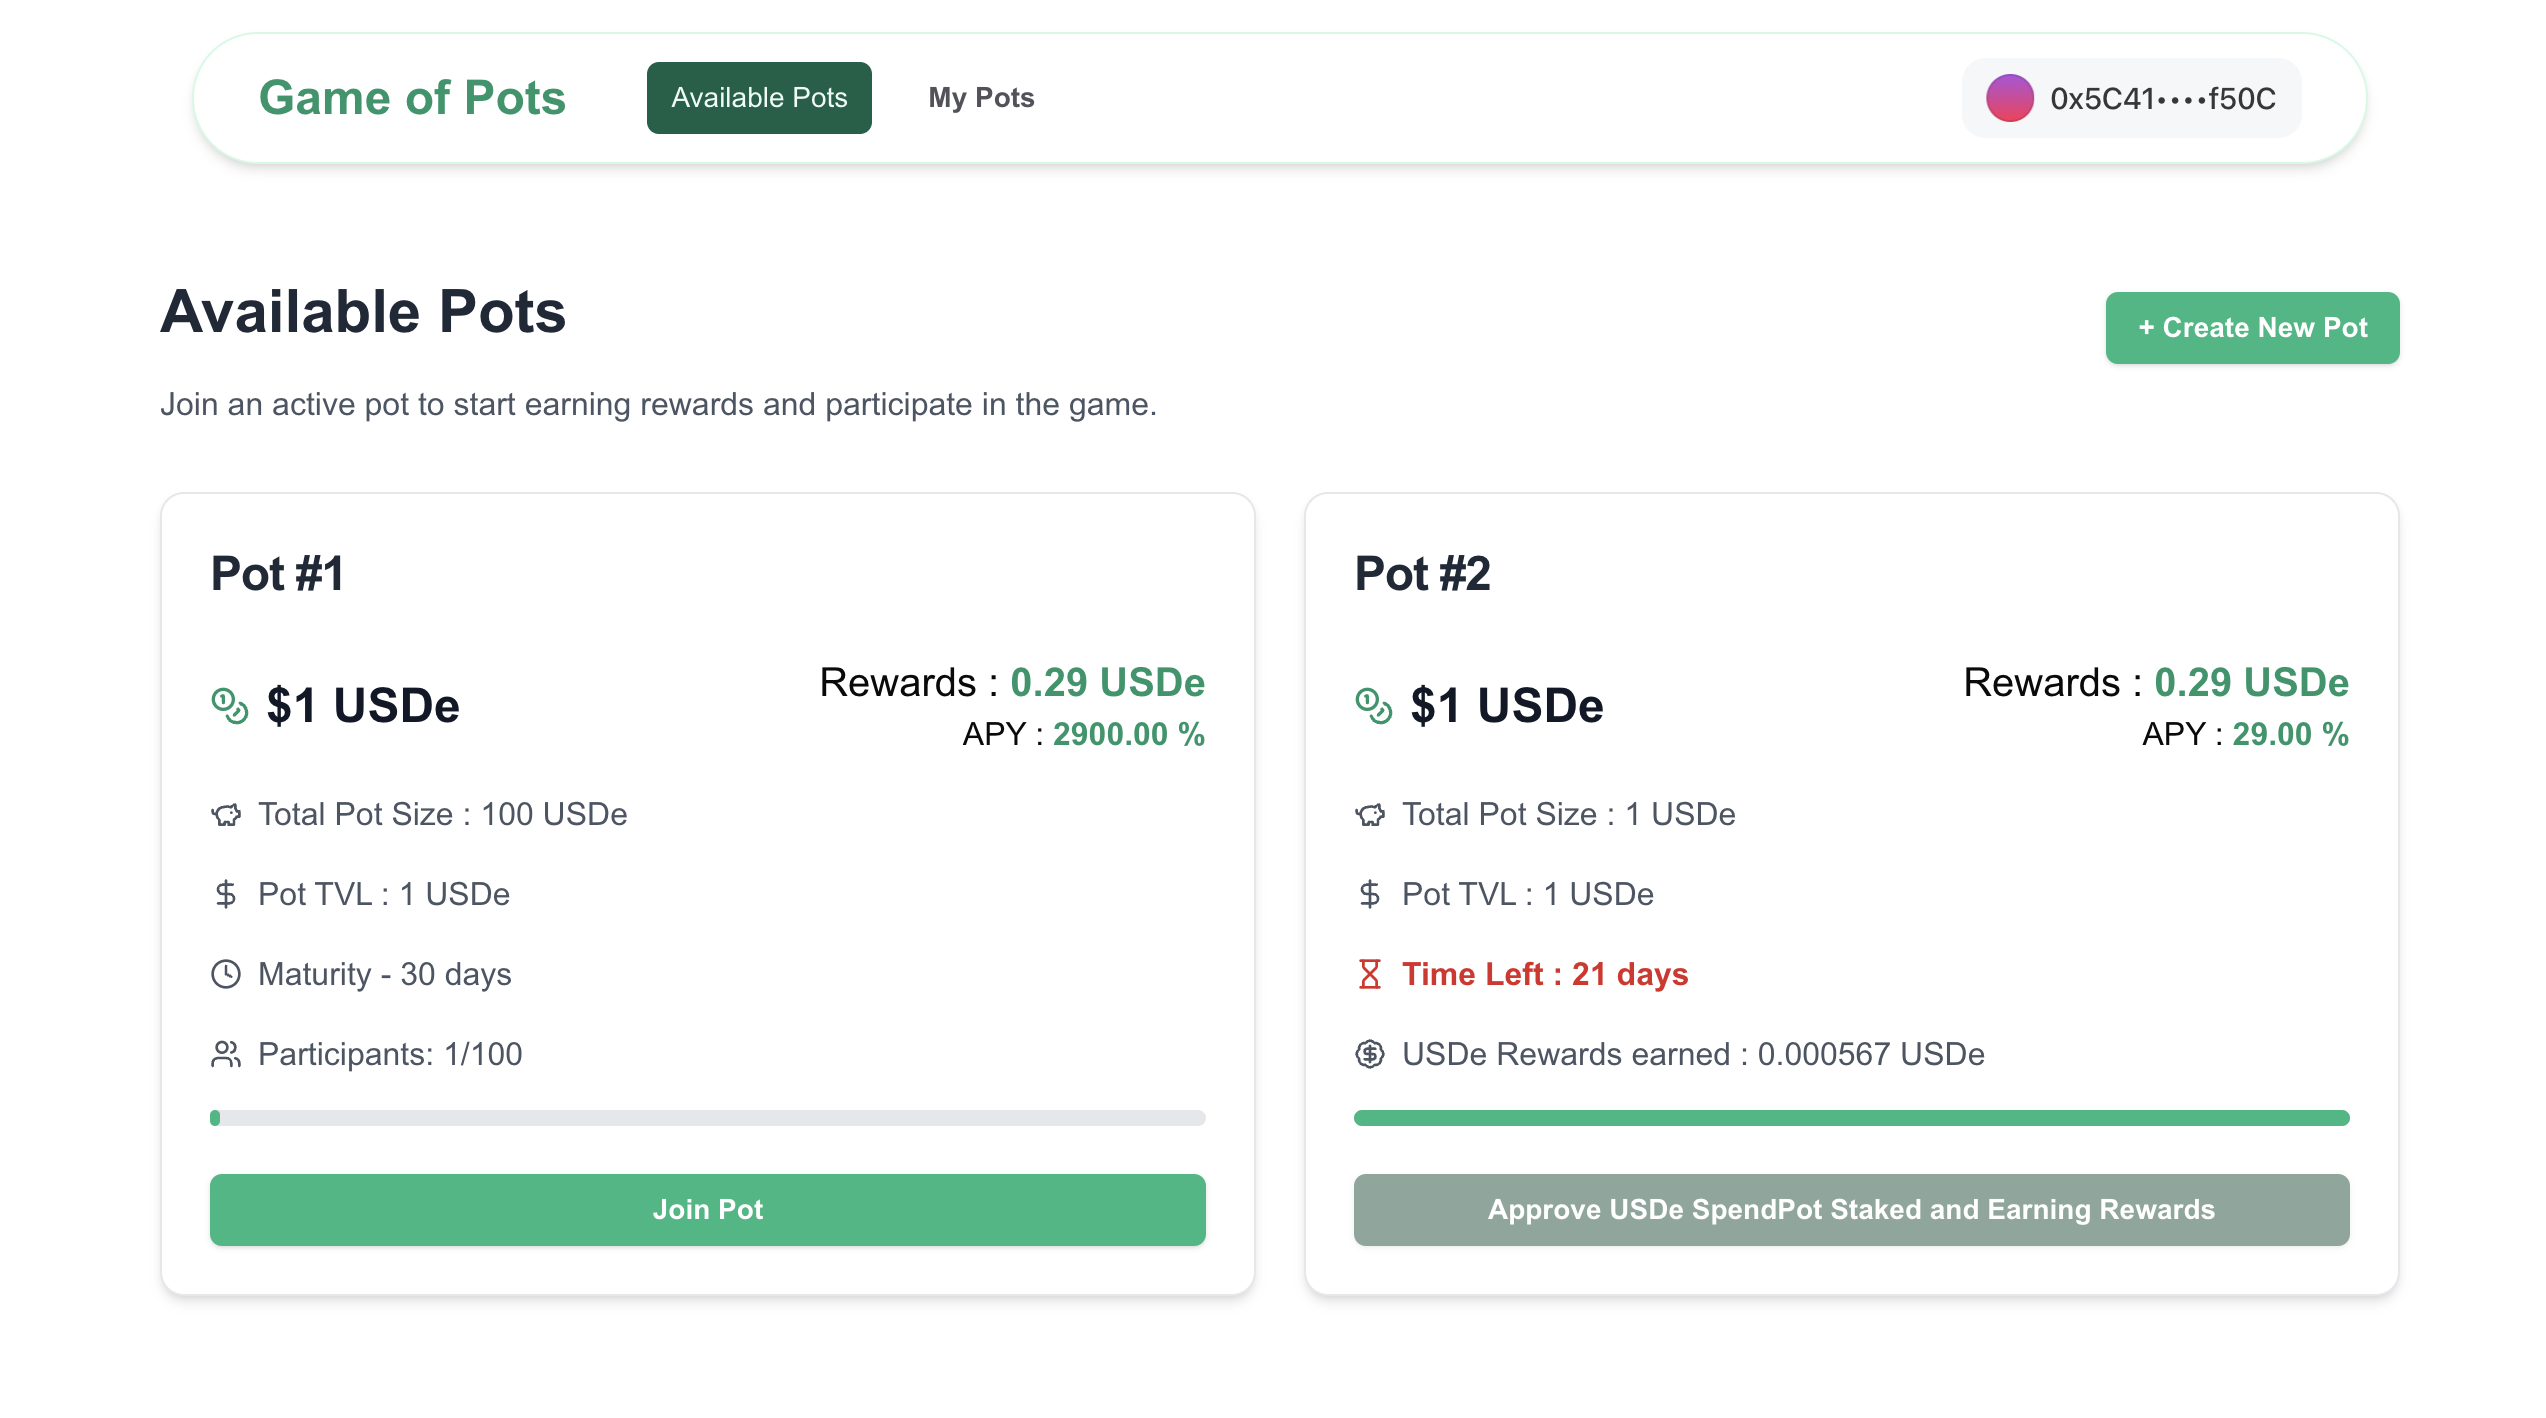 Game of Pots
Available Pots
My Pots
0x5C41••••f50C
Available Pots
+ Create New Pot
Join an active pot to start earning rewards and participate in the game.
Pot #1
$1 USDe
Rewards : 0.29 USDe
APY : 2900.00 %
Total Pot Size : 100 USDe
Pot TVL : 1 USDe
Maturity - 30 days
Participants: 1/100
Join Pot
Pot #2
$1 USDe
Rewards : 0.29 USDe
APY : 29.00 %
Total Pot Size : 1 USDe
Pot TVL : 1 USDe
Time Left : 21 days
USDe Rewards earned : 0.000567 USDe
Approve USDe SpendPot Staked and Earning Rewards